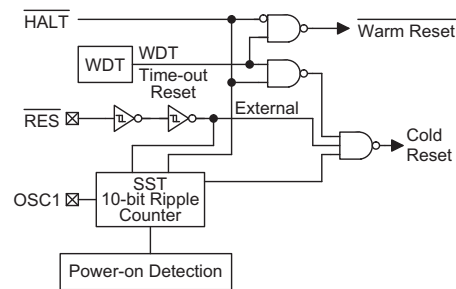 HALT
Warm Reset
WDT
WDT
Time-out
Reset
RES
External
Cold
Reset
OSC1
SST
10-bit Ripple
Counter
Power-on Detection